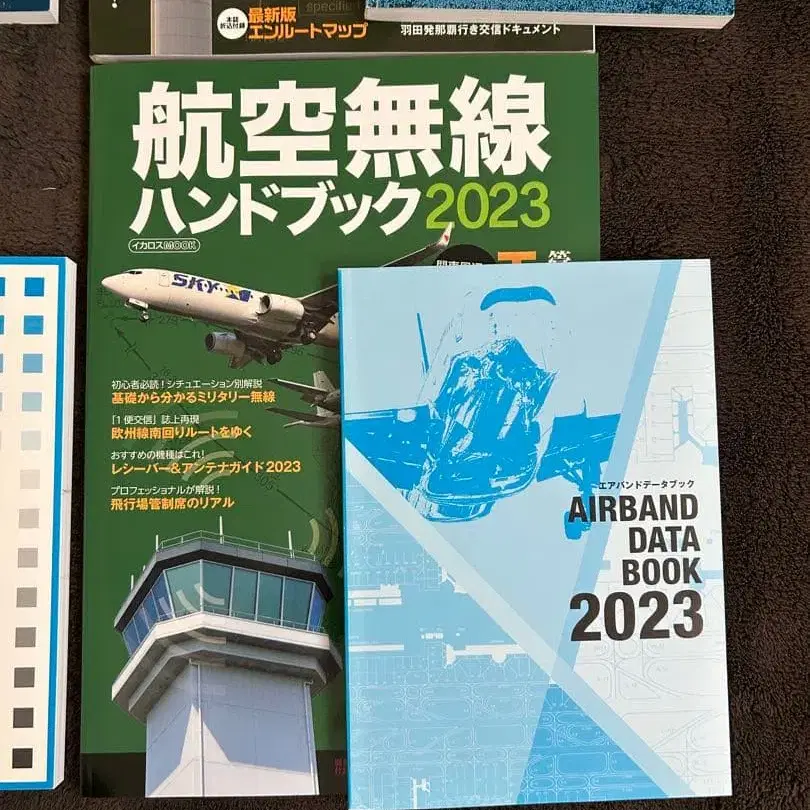 specific
本誌
折込付録
最新版
エンルートマップ
羽田発那覇行き交信ドキュメント
航空無線
ハンドブック2023
イカロスMOOK
SKY
初心者必読!シチュエーション別解説
基礎から分かるミリタリー無線
「1便交信」誌上再現
欧州線南回りルートをゆく
おすすめの機種はこれ!
レシーバー&アンテナガイド2023
プロフェッショナルが解説!
飛行場管制席のリアル
エアバンドデータブック
AIRBAND
DATA
BOOK
2023